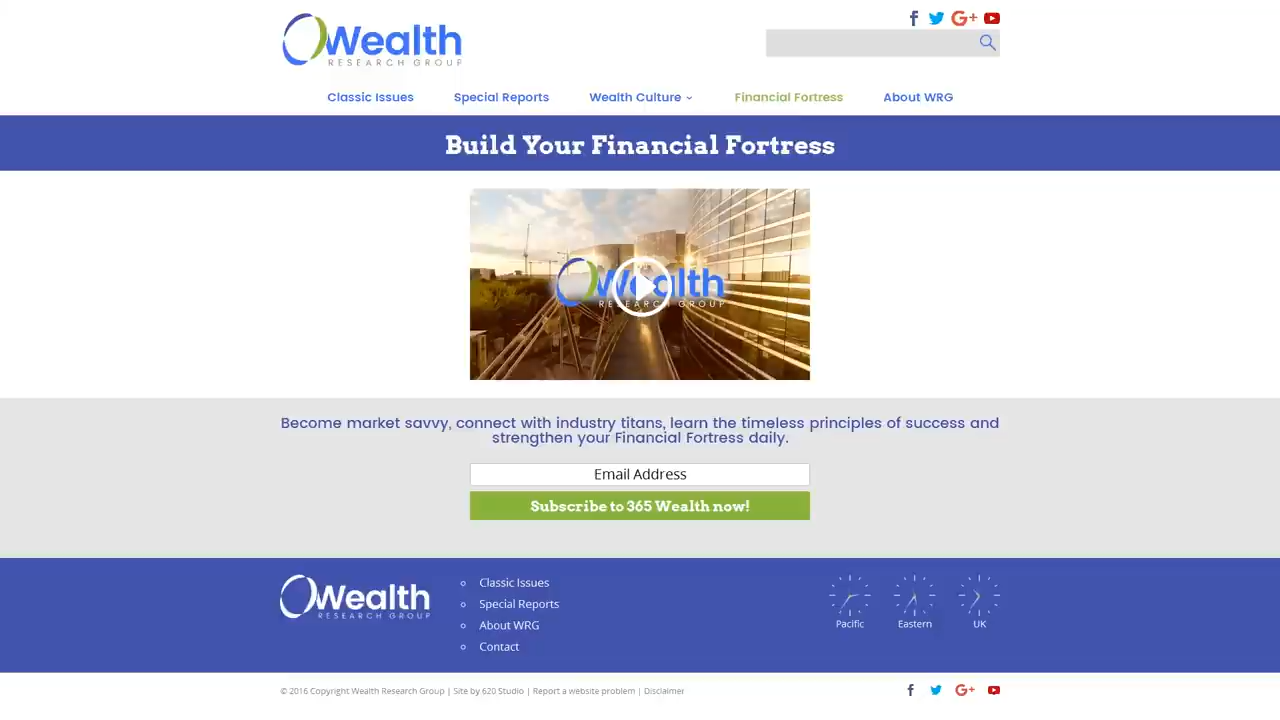 Wealth
RESEARCH GROUP
Classic Issues
Special Reports
Wealth Culture
Financial Fortress
About WRG
Build Your Financial Fortress
Wealth
RESEARCH GROUP
Become market savvy, connect with industry titans, learn the timeless principles of success and
strengthen your Financial Fortress daily.
Email Address
Subscribe to 365 Wealth now!
Wealth
RESEARCH GROUP
Classic Issues
Special Reports
About WRG
Contact
Pacific
Eastern
UK
© 2016 Copyright Wealth Research Group | Site by 620 Studio | Report a website problem | Disclaimer